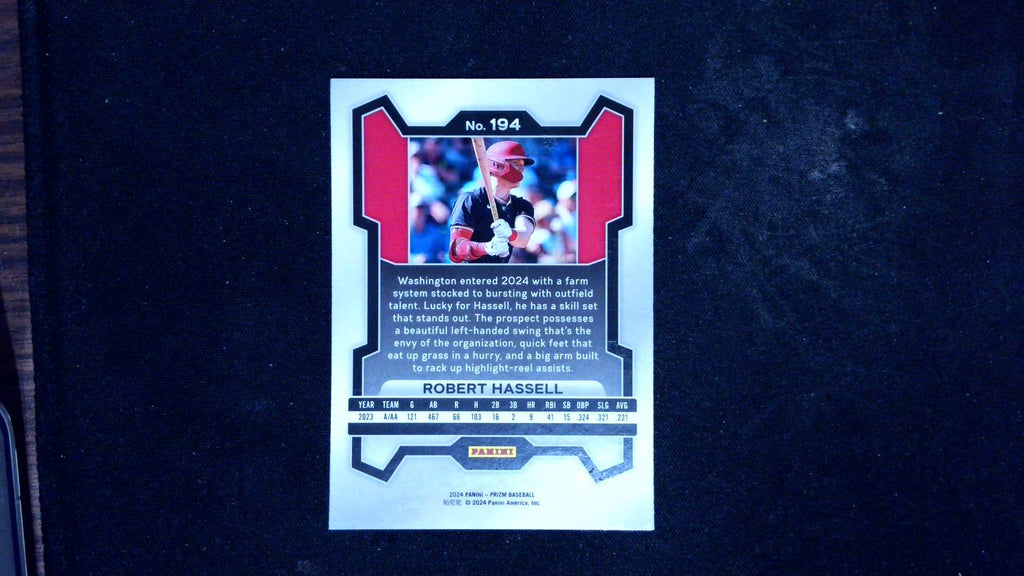 No. 194
Washington entered 2024 with a farm
system stocked to bursting with outfield
talent. Lucky for Hassell, he has a skill set
that stands out. The prospect possesses
a beautiful left-handed swing that's the
envy of the organization, quick feet that
eat up grass in a hurry, and a big arm built
to rack up highlight-reel assists.
ROBERT HASSELL
YEAR TEAM G AB R H 2B 3B HR RBI SB OBP SLG AVG
2023 A/AA 121 467 66 103 16 2 9 41 15 .324 .321 .221
PANINI
2024 PANINI – PRIZM BASEBALL
帕尼尼 © 2024 Panini America, Inc.